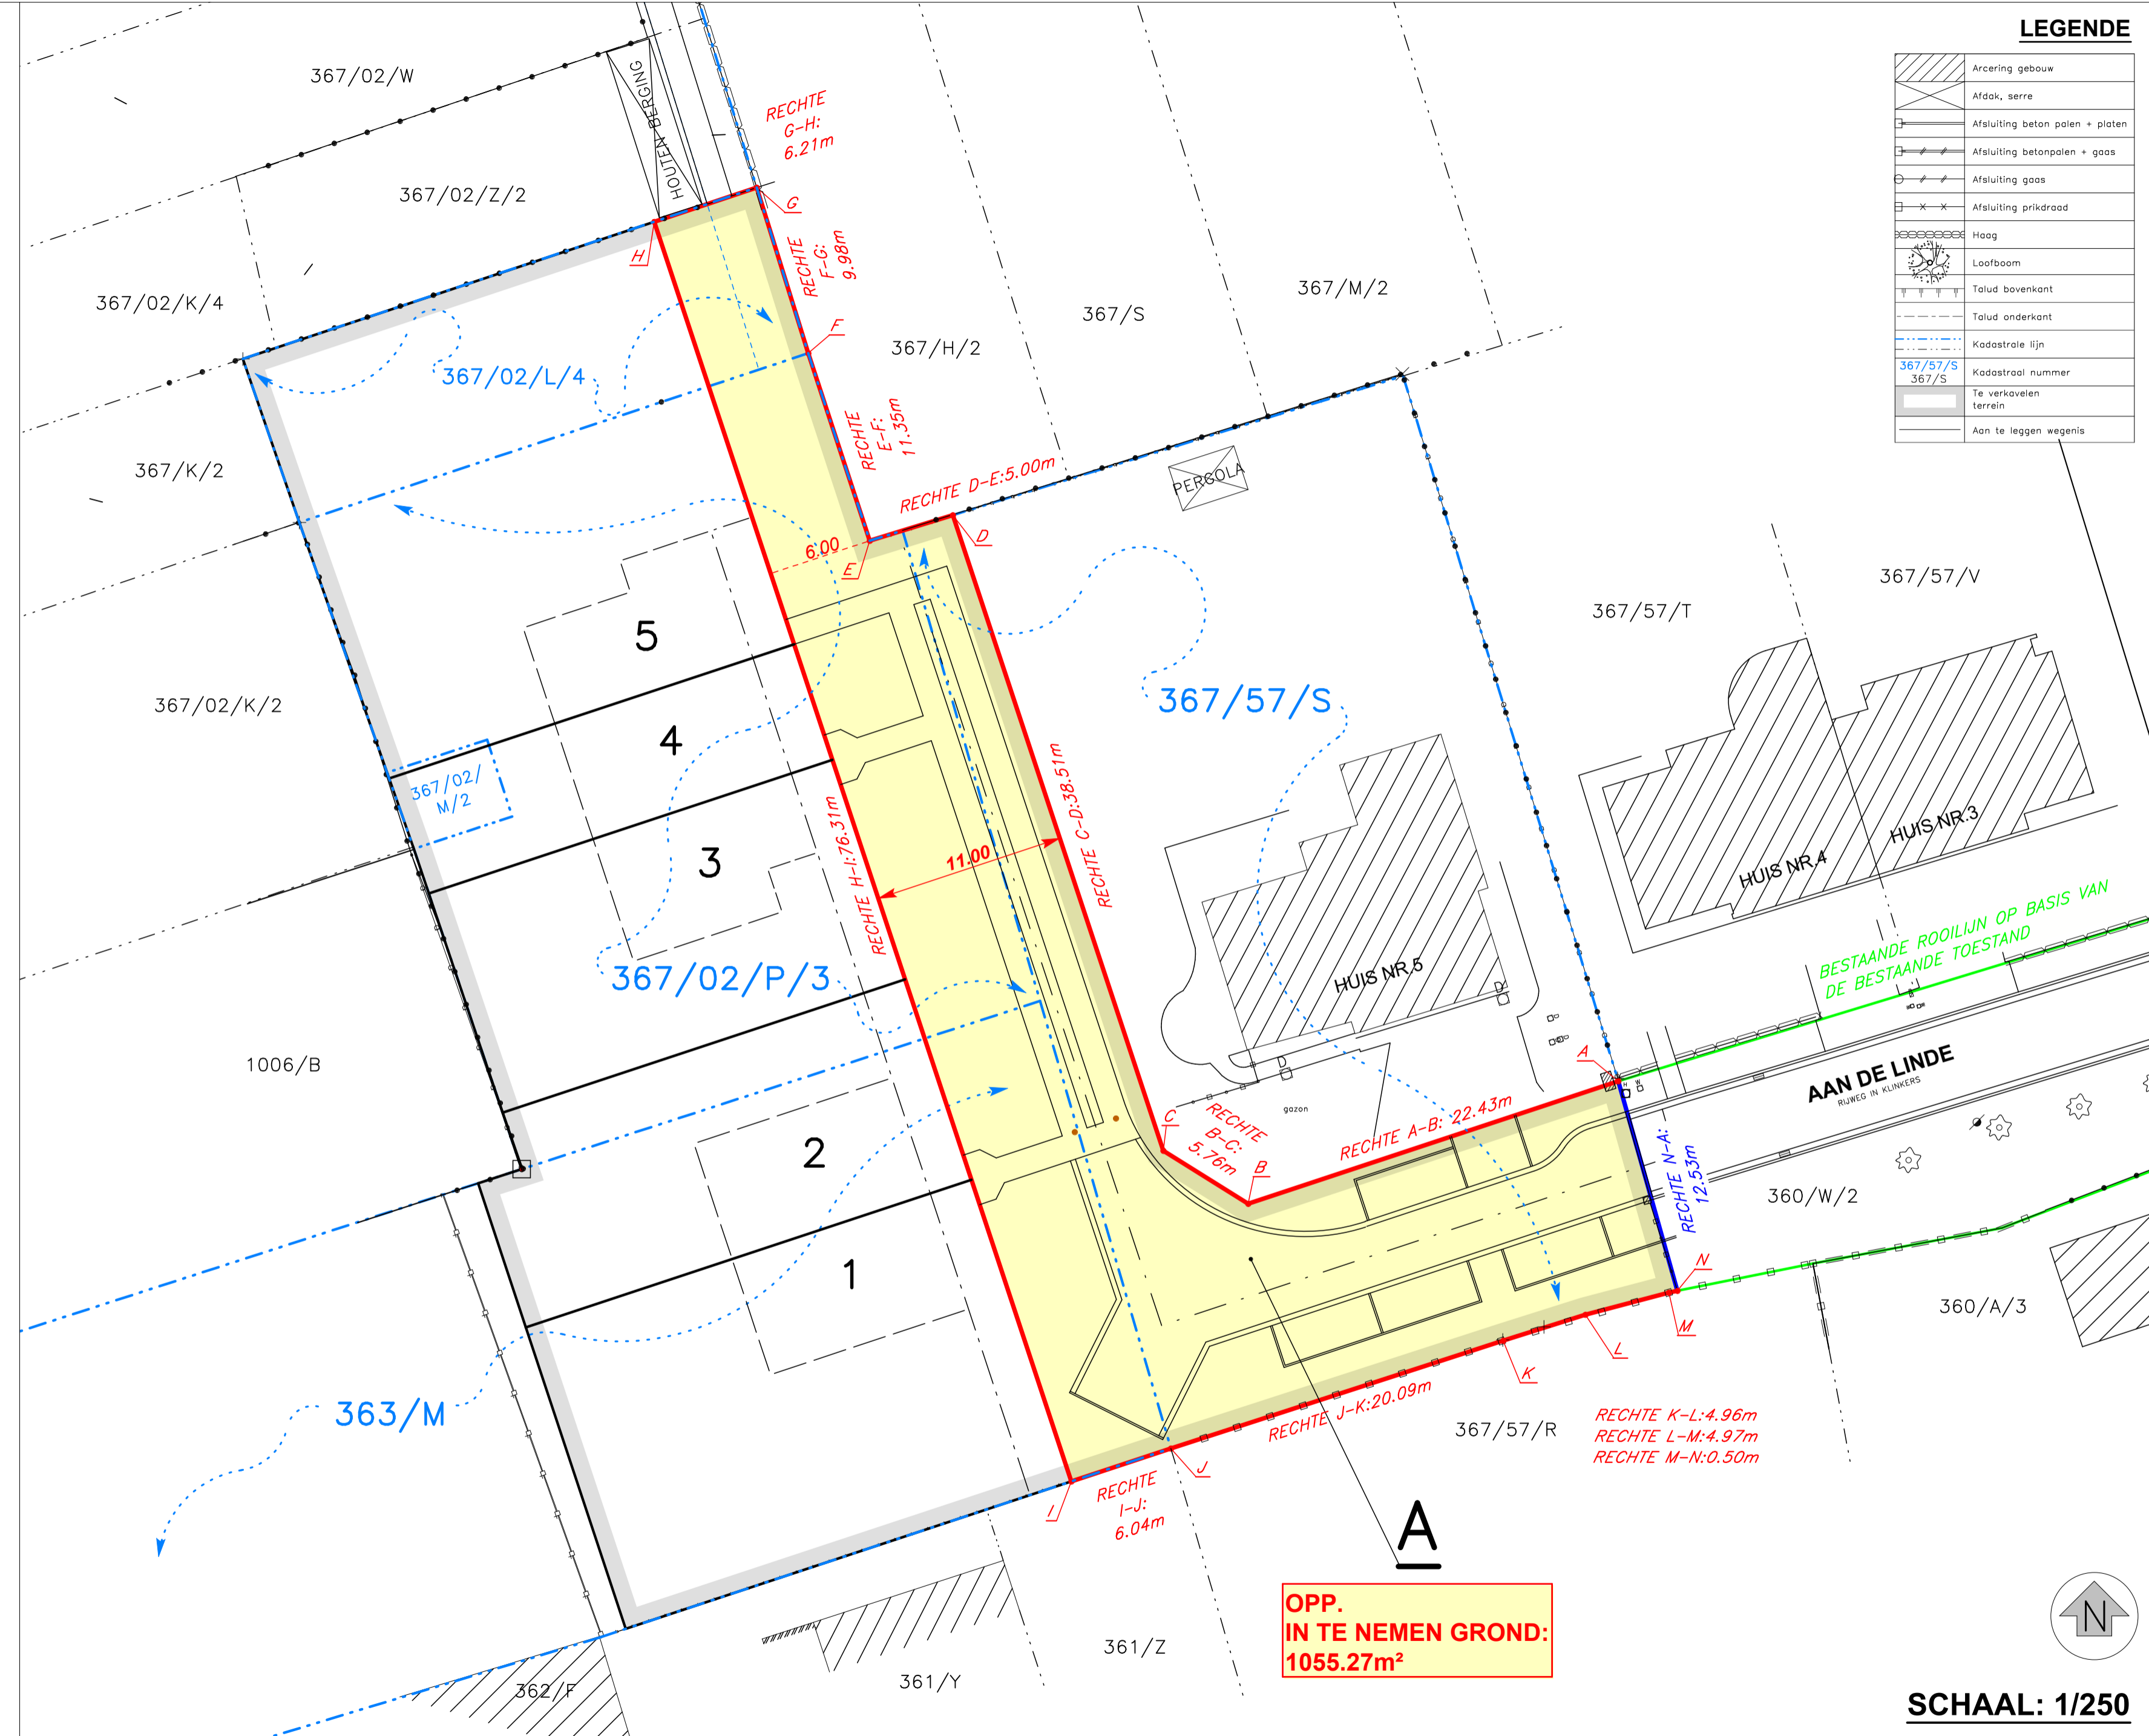 LEGENDE
Arcering gebouw
Afdak, serre
Afsluiting beton palen + platen
Afsluiting betonpalen + gaas
Afsluiting gaas
Afsluiting prikdraad
Haag
Loofboom
Talud bovenkant
Talud onderkant
Kadastrale lijn
367/57/S
367/S
Kadastraal nummer
Te verkavelen
terrein
Aan te leggen wegenis
367/02/W
HOUTEN BERGING
RECHTE
G-H:
6.21m
367/02/Z/2
G
H
RECHTE
F-G:
9.98m
367/02/K/4
367/M/2
367/S
F
367/H/2
367/02/L/4
RECHTE
E-F:
11.35m
367/K/2
RECHTE D-E:5.00m
PERGOLA
D
6.00
E
367/57/V
367/57/T
5
367/02/K/2
367/57/S
4
367/02/
M/2
3
11.00
RECHTE H-I:76.31m
RECHTE C-D:38.51m
HUIS NR.3
HUIS NR.4
HUIS NR.5
367/02/P/3
BESTAANDE ROOILIJN OP BASIS VAN
DE BESTAANDE TOESTAND
1006/B
A
AAN DE LINDE
RIJWEG IN KLINKERS
gazon
C
RECHTE
B-C:
5.76m
B
RECHTE A-B: 22.43m
RECHTE N-A:
12.53m
2
360/W/2
1
N
M
L
K
360/A/3
363/M
RECHTE J-K:20.09m
367/57/R
RECHTE K-L:4.96m
RECHTE L-M:4.97m
RECHTE M-N:0.50m
J
I
RECHTE
I-J:
6.04m
A
OPP.
IN TE NEMEN GROND:
1055.27m²
361/Z
361/Y
362/F
N
SCHAAL: 1/250